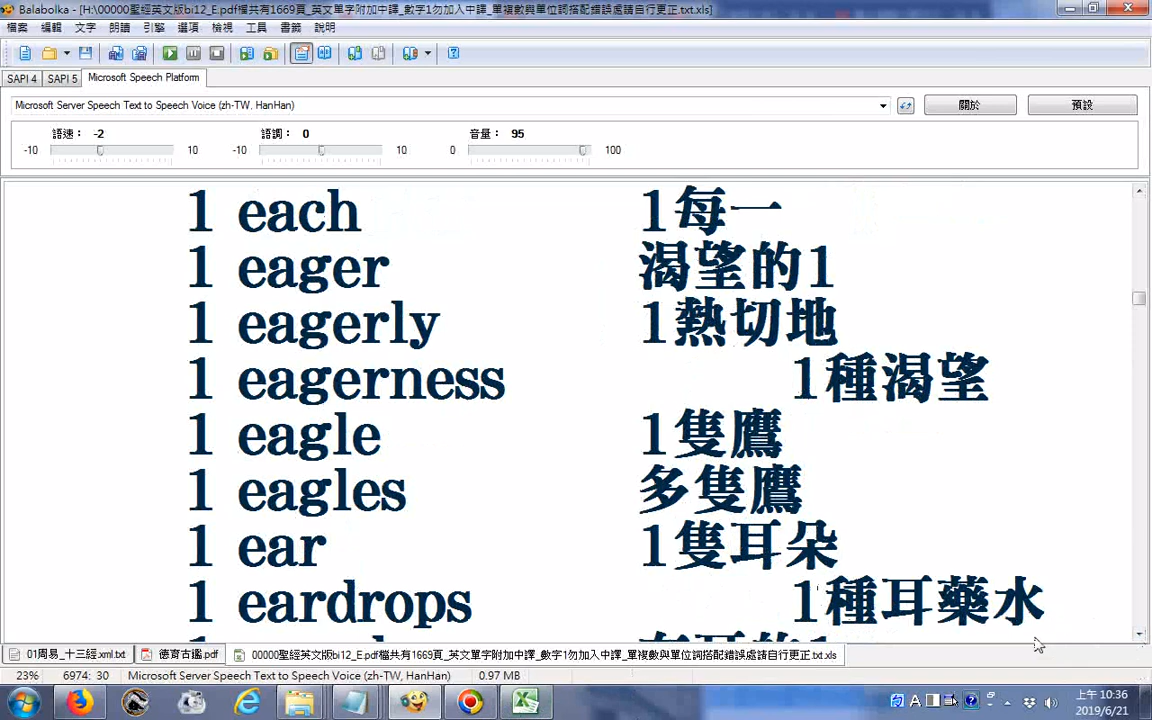 Balabolka - [H:\00000聖經英文版bi12_E.pdf檔共有1669頁_英文單字附加中譯_數字1勿加入中譯_單複數與單位詞搭配錯誤處請自行更正.txt.xls]
檔案 編輯 文字 朗讀 引擎 選項 檢視 工具 書籤 說明
SAPI 4 SAPI 5 Microsoft Speech Platform
Microsoft Server Speech Text to Speech Voice (zh-TW, HanHan) 關於 預設
語速： -2 語調： 0 音量： 95
-10 10 -10 10 0 100
1 each 1每一
1 eager 渴望的1
1 eagerly 1熱切地
1 eagerness 1種渴望
1 eagle 1隻鷹
1 eagles 多隻鷹
1 ear 1隻耳朵
1 eardrops 1種耳藥水
01周易_十三經.xml.txt 德育古鑑.pdf 00000聖經英文版bi12_E.pdf檔共有1669頁_英文單字附加中譯_數字1勿加入中譯_單複數與單位詞搭配錯誤處請自行更正.txt.xls
23% 6974: 30 Microsoft Server Speech Text to Speech Voice (zh-TW, HanHan) 0.97 MB
上午 10:36
2019/6/21